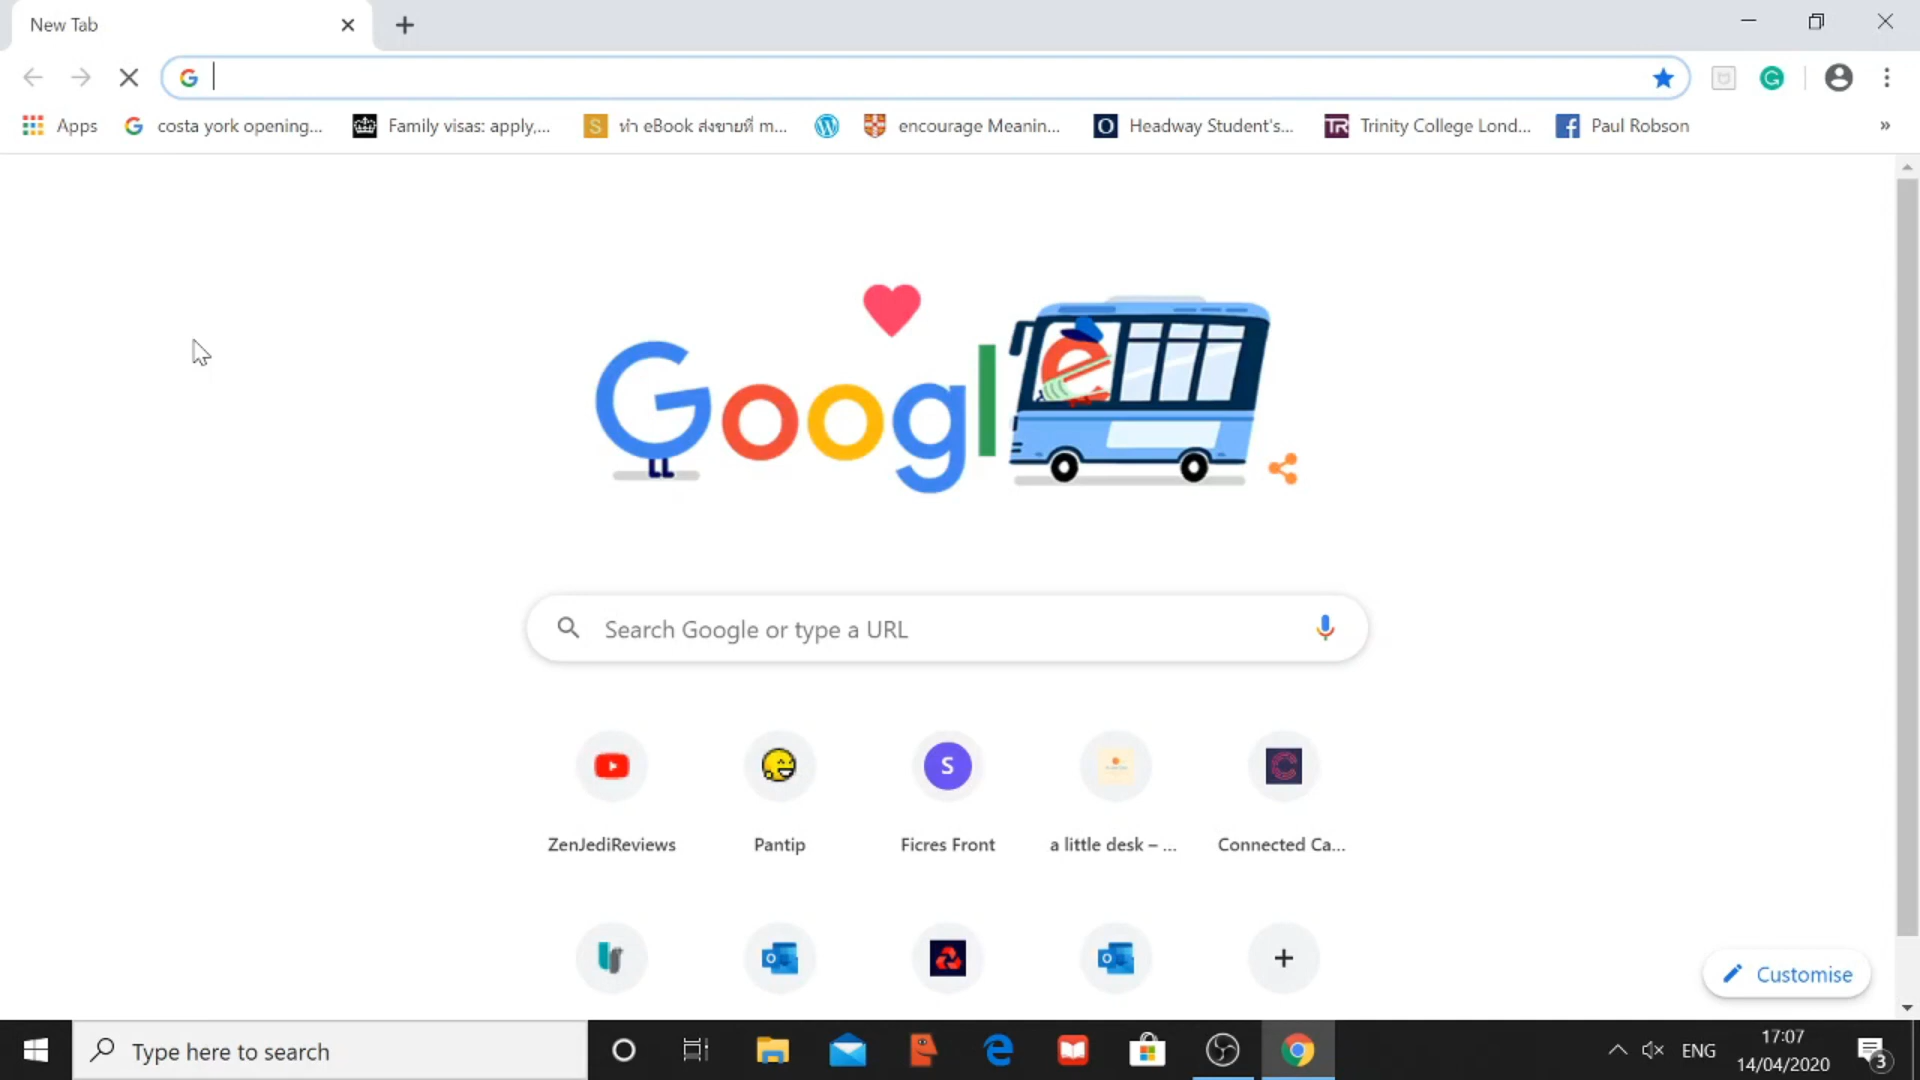 New Tab
Apps
costa york opening...
Family visas: apply,...
ทำ eBook ส่งขายที่ m...
encourage Meanin...
Headway Student's...
Trinity College Lond...
Paul Robson
»
Google
Search Google or type a URL
S
ZenJediReviews
Pantip
Ficres Front
a little desk – ...
Connected Ca...
Customise
Type here to search
ENG
17:07
14/04/2020
3